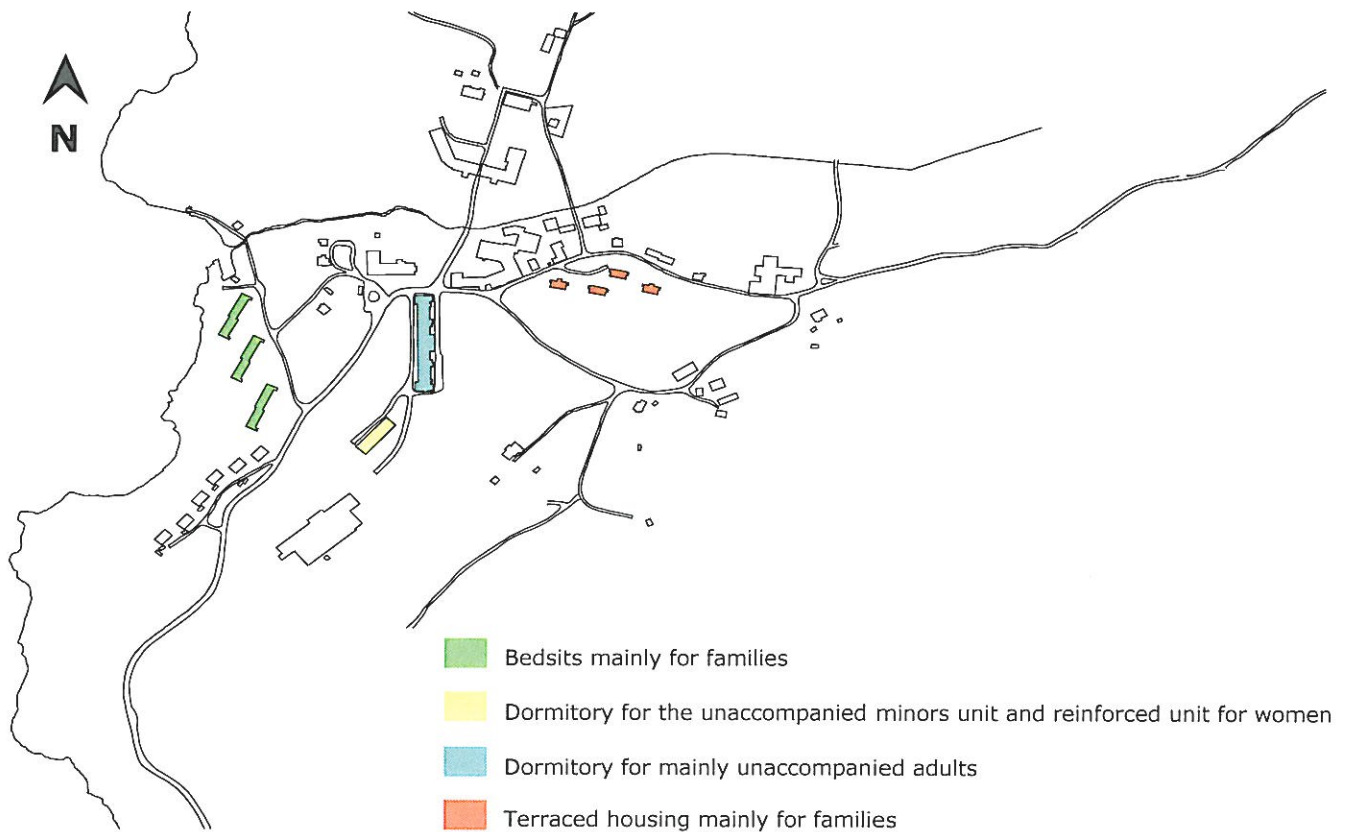 N
Bedsits mainly for families
Dormitory for the unaccompanied minors unit and reinforced unit for women
Dormitory for mainly unaccompanied adults
Terraced housing mainly for families